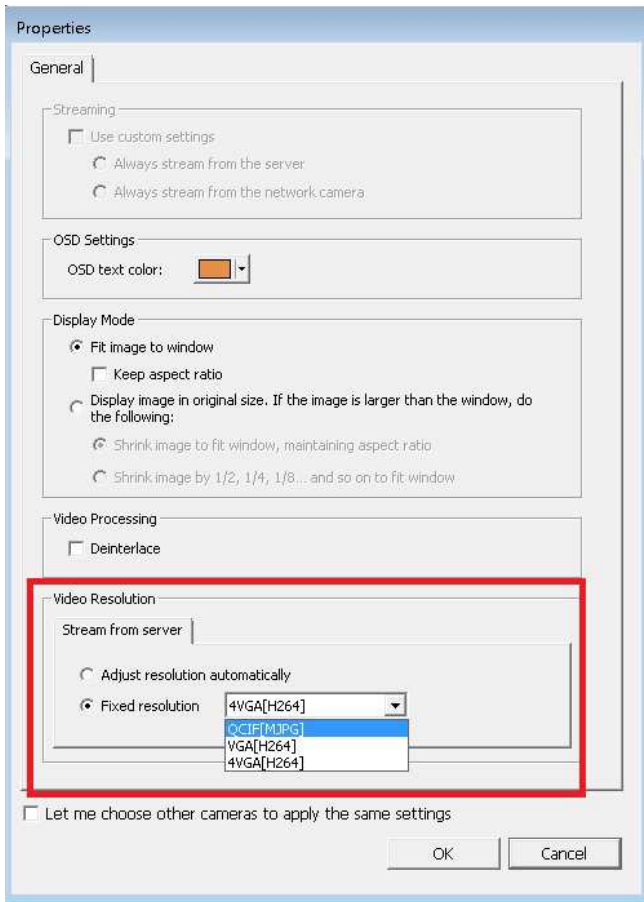 Properties
General
Streaming
Use custom settings
Always stream from the server
Always stream from the network camera
OSD Settings
OSD text color:
Display Mode
Fit image to window
Keep aspect ratio
Display image in original size. If the image is larger than the window, do
the following:
Shrink image to fit window, maintaining aspect ratio
Shrink image by 1/2, 1/4, 1/8... and so on to fit window
Video Processing
Deinterlace
Video Resolution
Stream from server
Adjust resolution automatically
Fixed resolution 4VGA[H264]
QCIF[MJPG]
VGA[H264]
4VGA[H264]
Let me choose other cameras to apply the same settings
OK Cancel